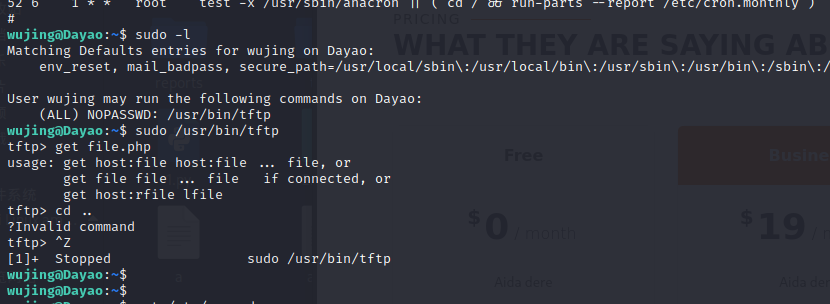 52 6    1 * *   root    test -x /usr/sbin/anacron || ( cd / && run-parts --report /etc/cron.monthly )
#
wujing@Dayao:~$ sudo -l
Matching Defaults entries for wujing on Dayao:
    env_reset, mail_badpass, secure_path=/usr/local/sbin\:/usr/local/bin\:/usr/sbin\:/usr/bin\:/sbin\:/
User wujing may run the following commands on Dayao:
    (ALL) NOPASSWD: /usr/bin/tftp
wujing@Dayao:~$ sudo /usr/bin/tftp
tftp> get file.php
usage: get host:file host:file ... file, or
       get file file ... file   if connected, or
       get host:rfile lfile
tftp> cd ..
?Invalid command
tftp> ^Z
[1]+  Stopped                 sudo /usr/bin/tftp
wujing@Dayao:~$
wujing@Dayao:~$
PRICING
WHAT THEY ARE SAYING AB
Free
Busine
$0 / month
$19 /
Aida dere
Aida dere